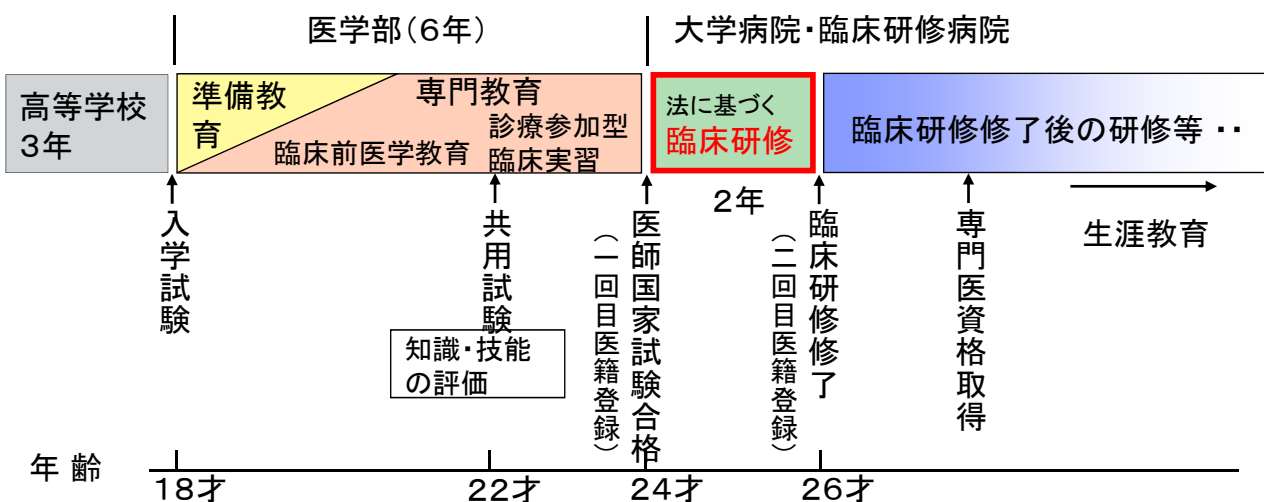 医学部（6年）
大学病院・臨床研修病院
高等学校
3年
準備教
育
専門教育
臨床前医学教育
診療参加型
臨床実習
法に基づく
臨床研修
臨床研修修了後の研修等 ・・
2年
生涯教育
入学試験
共用試験
知識・技能
の評価
医師国家試験合格
（一回目医籍登録）
臨床研修修了
（二回目医籍登録）
専門医資格取得
年 齢
18才
22才
24才
26才